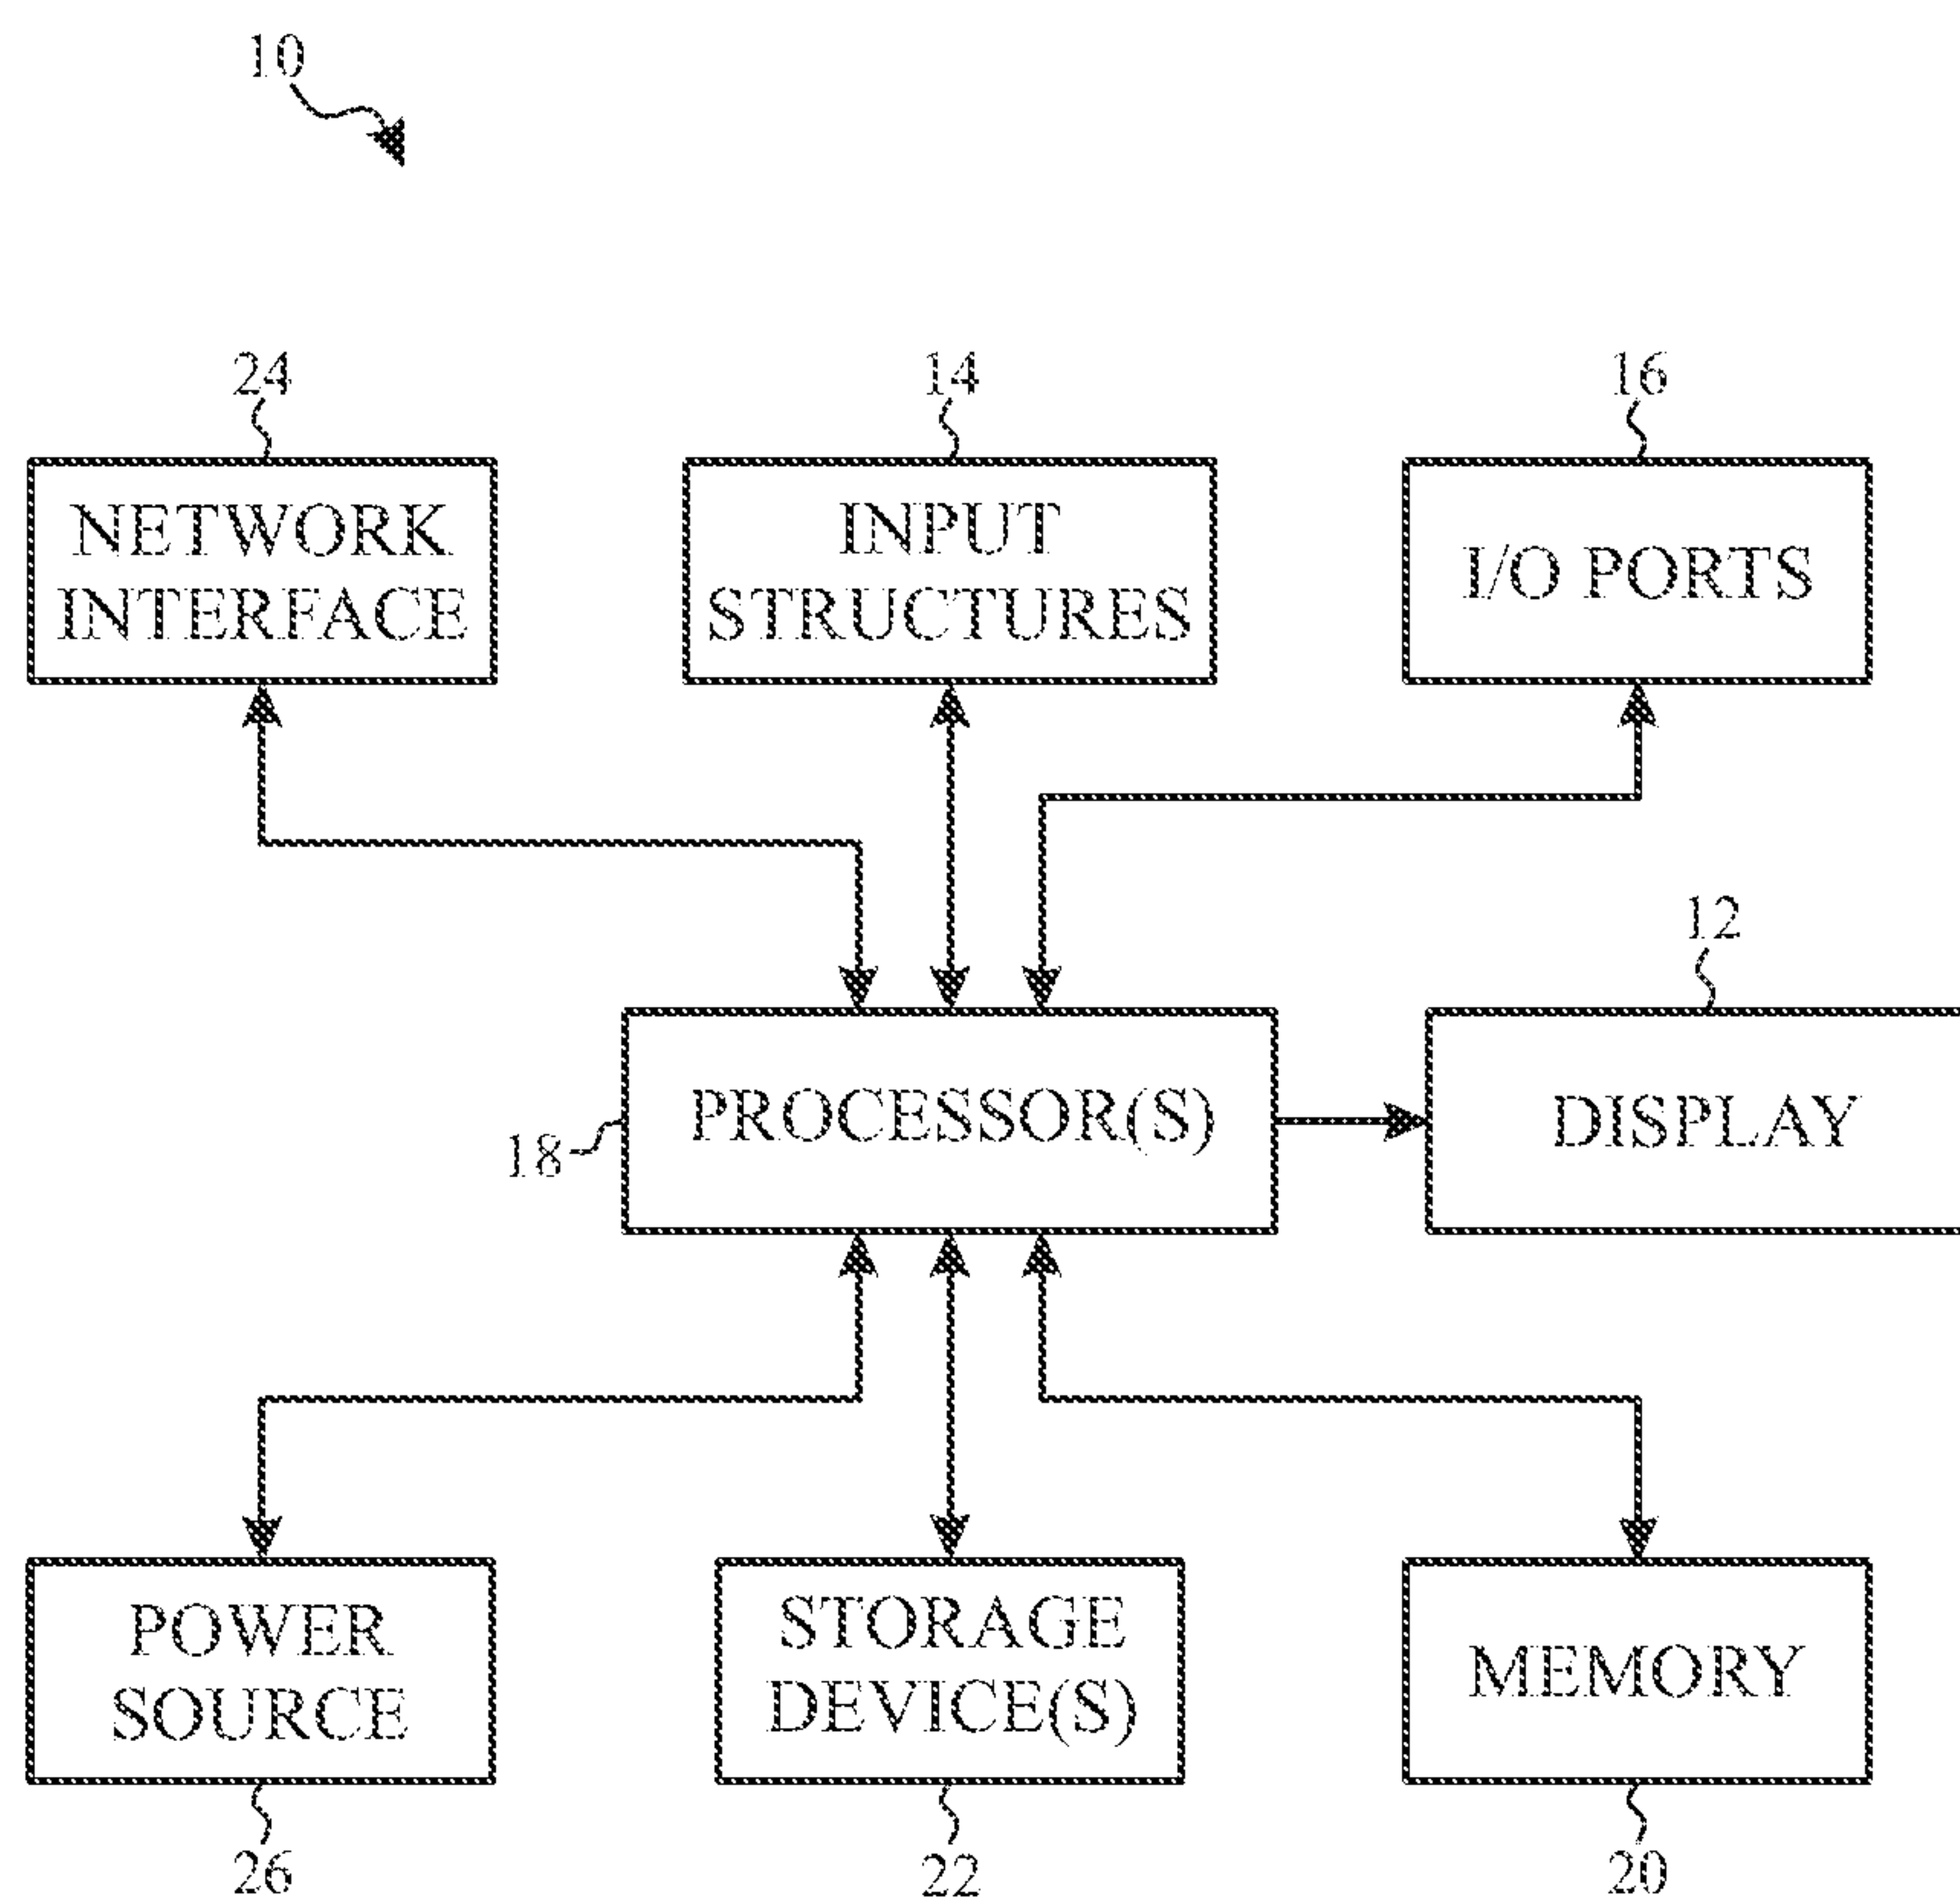 10
24
14
16
NETWORK
INTERFACE
INPUT
STRUCTURES
I/O PORTS
12
PROCESSOR(S)
DISPLAY
18
POWER
SOURCE
STORAGE
DEVICE(S)
MEMORY
26
22
20